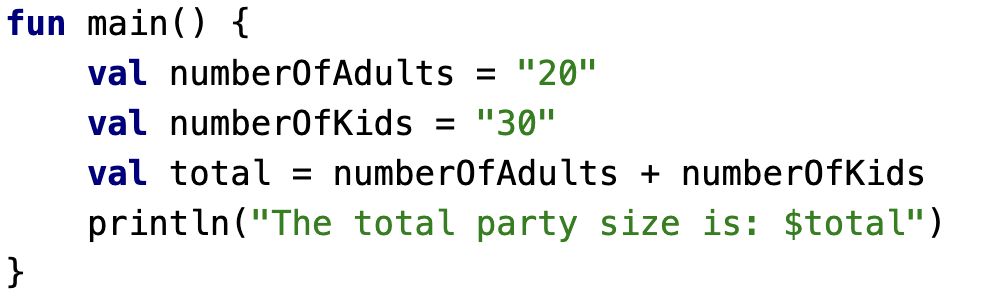 fun main() {
    val numberOfAdults = "20"
    val numberOfKids = "30"
    val total = numberOfAdults + numberOfKids
    println("The total party size is: $total")
}